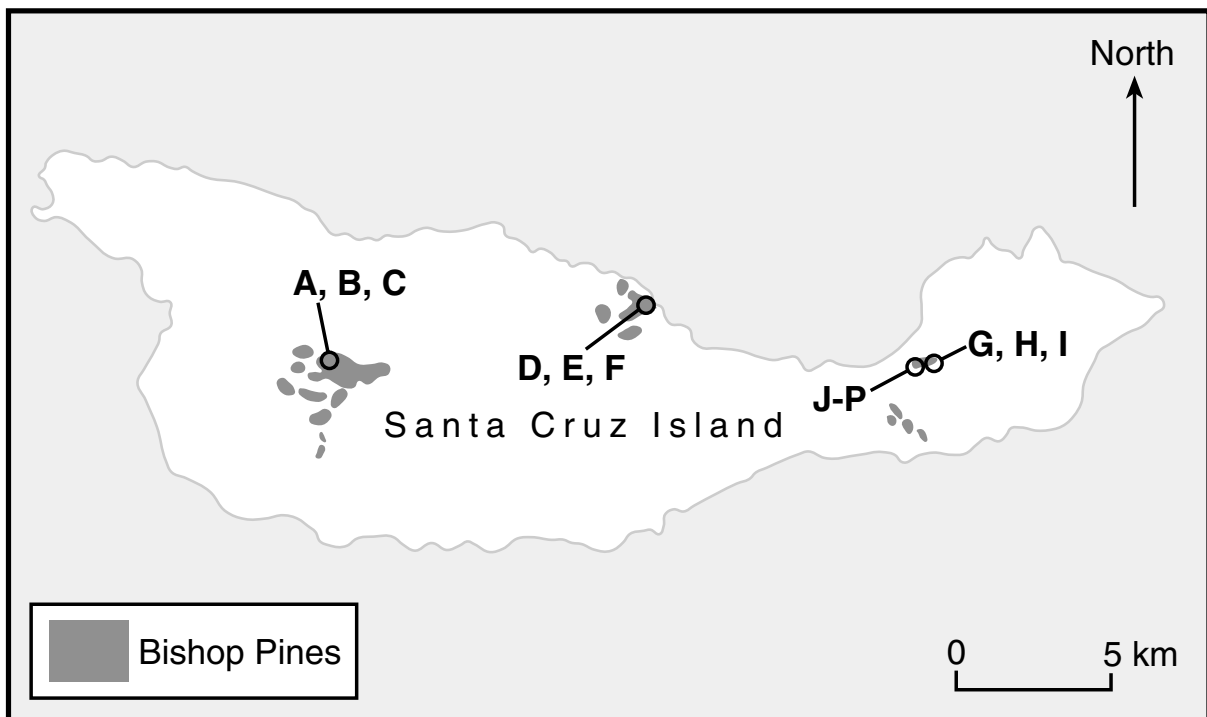 North
A, B, C
D, E, F
G, H, I
J-P
Santa Cruz Island
Bishop Pines
0 5 km